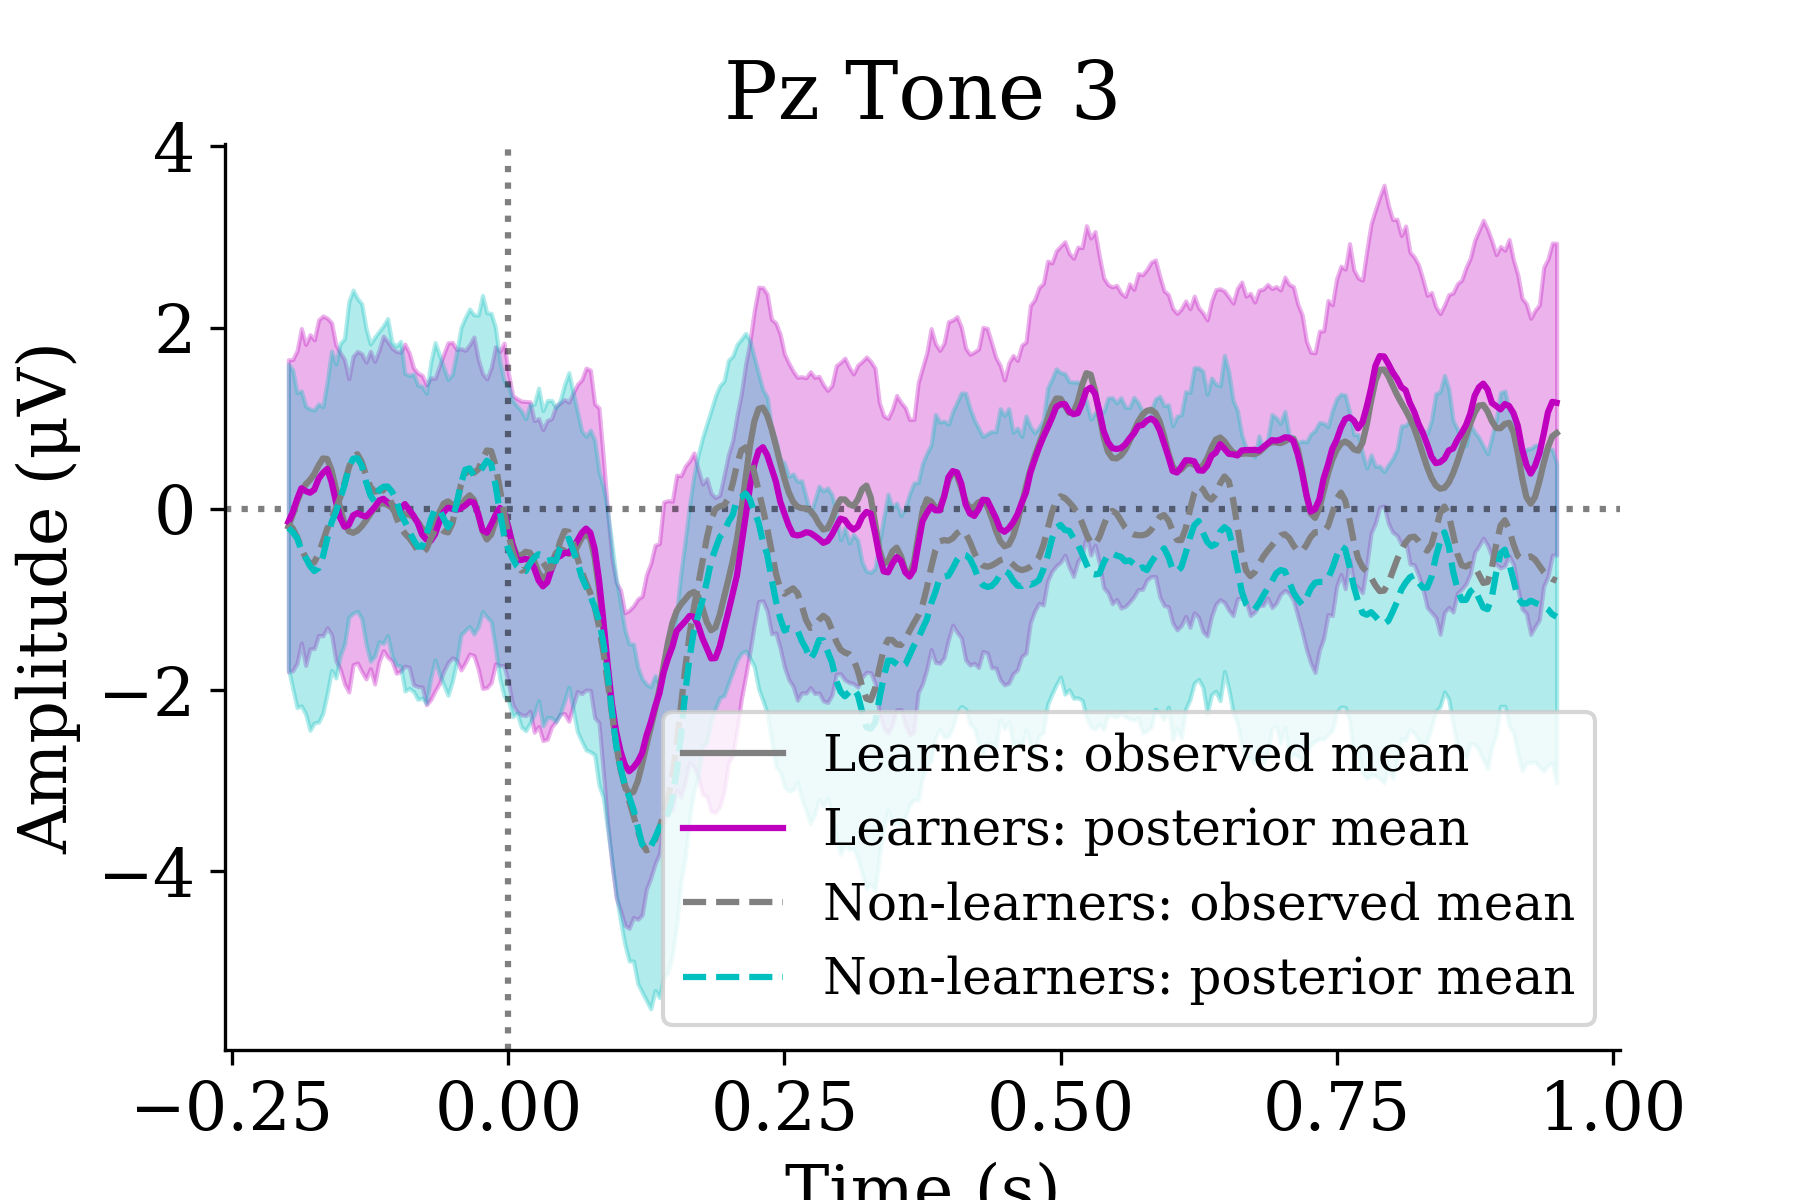 Pz Tone 3
Amplitude (μV)
4
2
0
−2
−4
Learners: observed mean
Learners: posterior mean
Non-learners: observed mean
Non-learners: posterior mean
−0.25 0.00 0.25 0.50 0.75 1.00
Time (s)